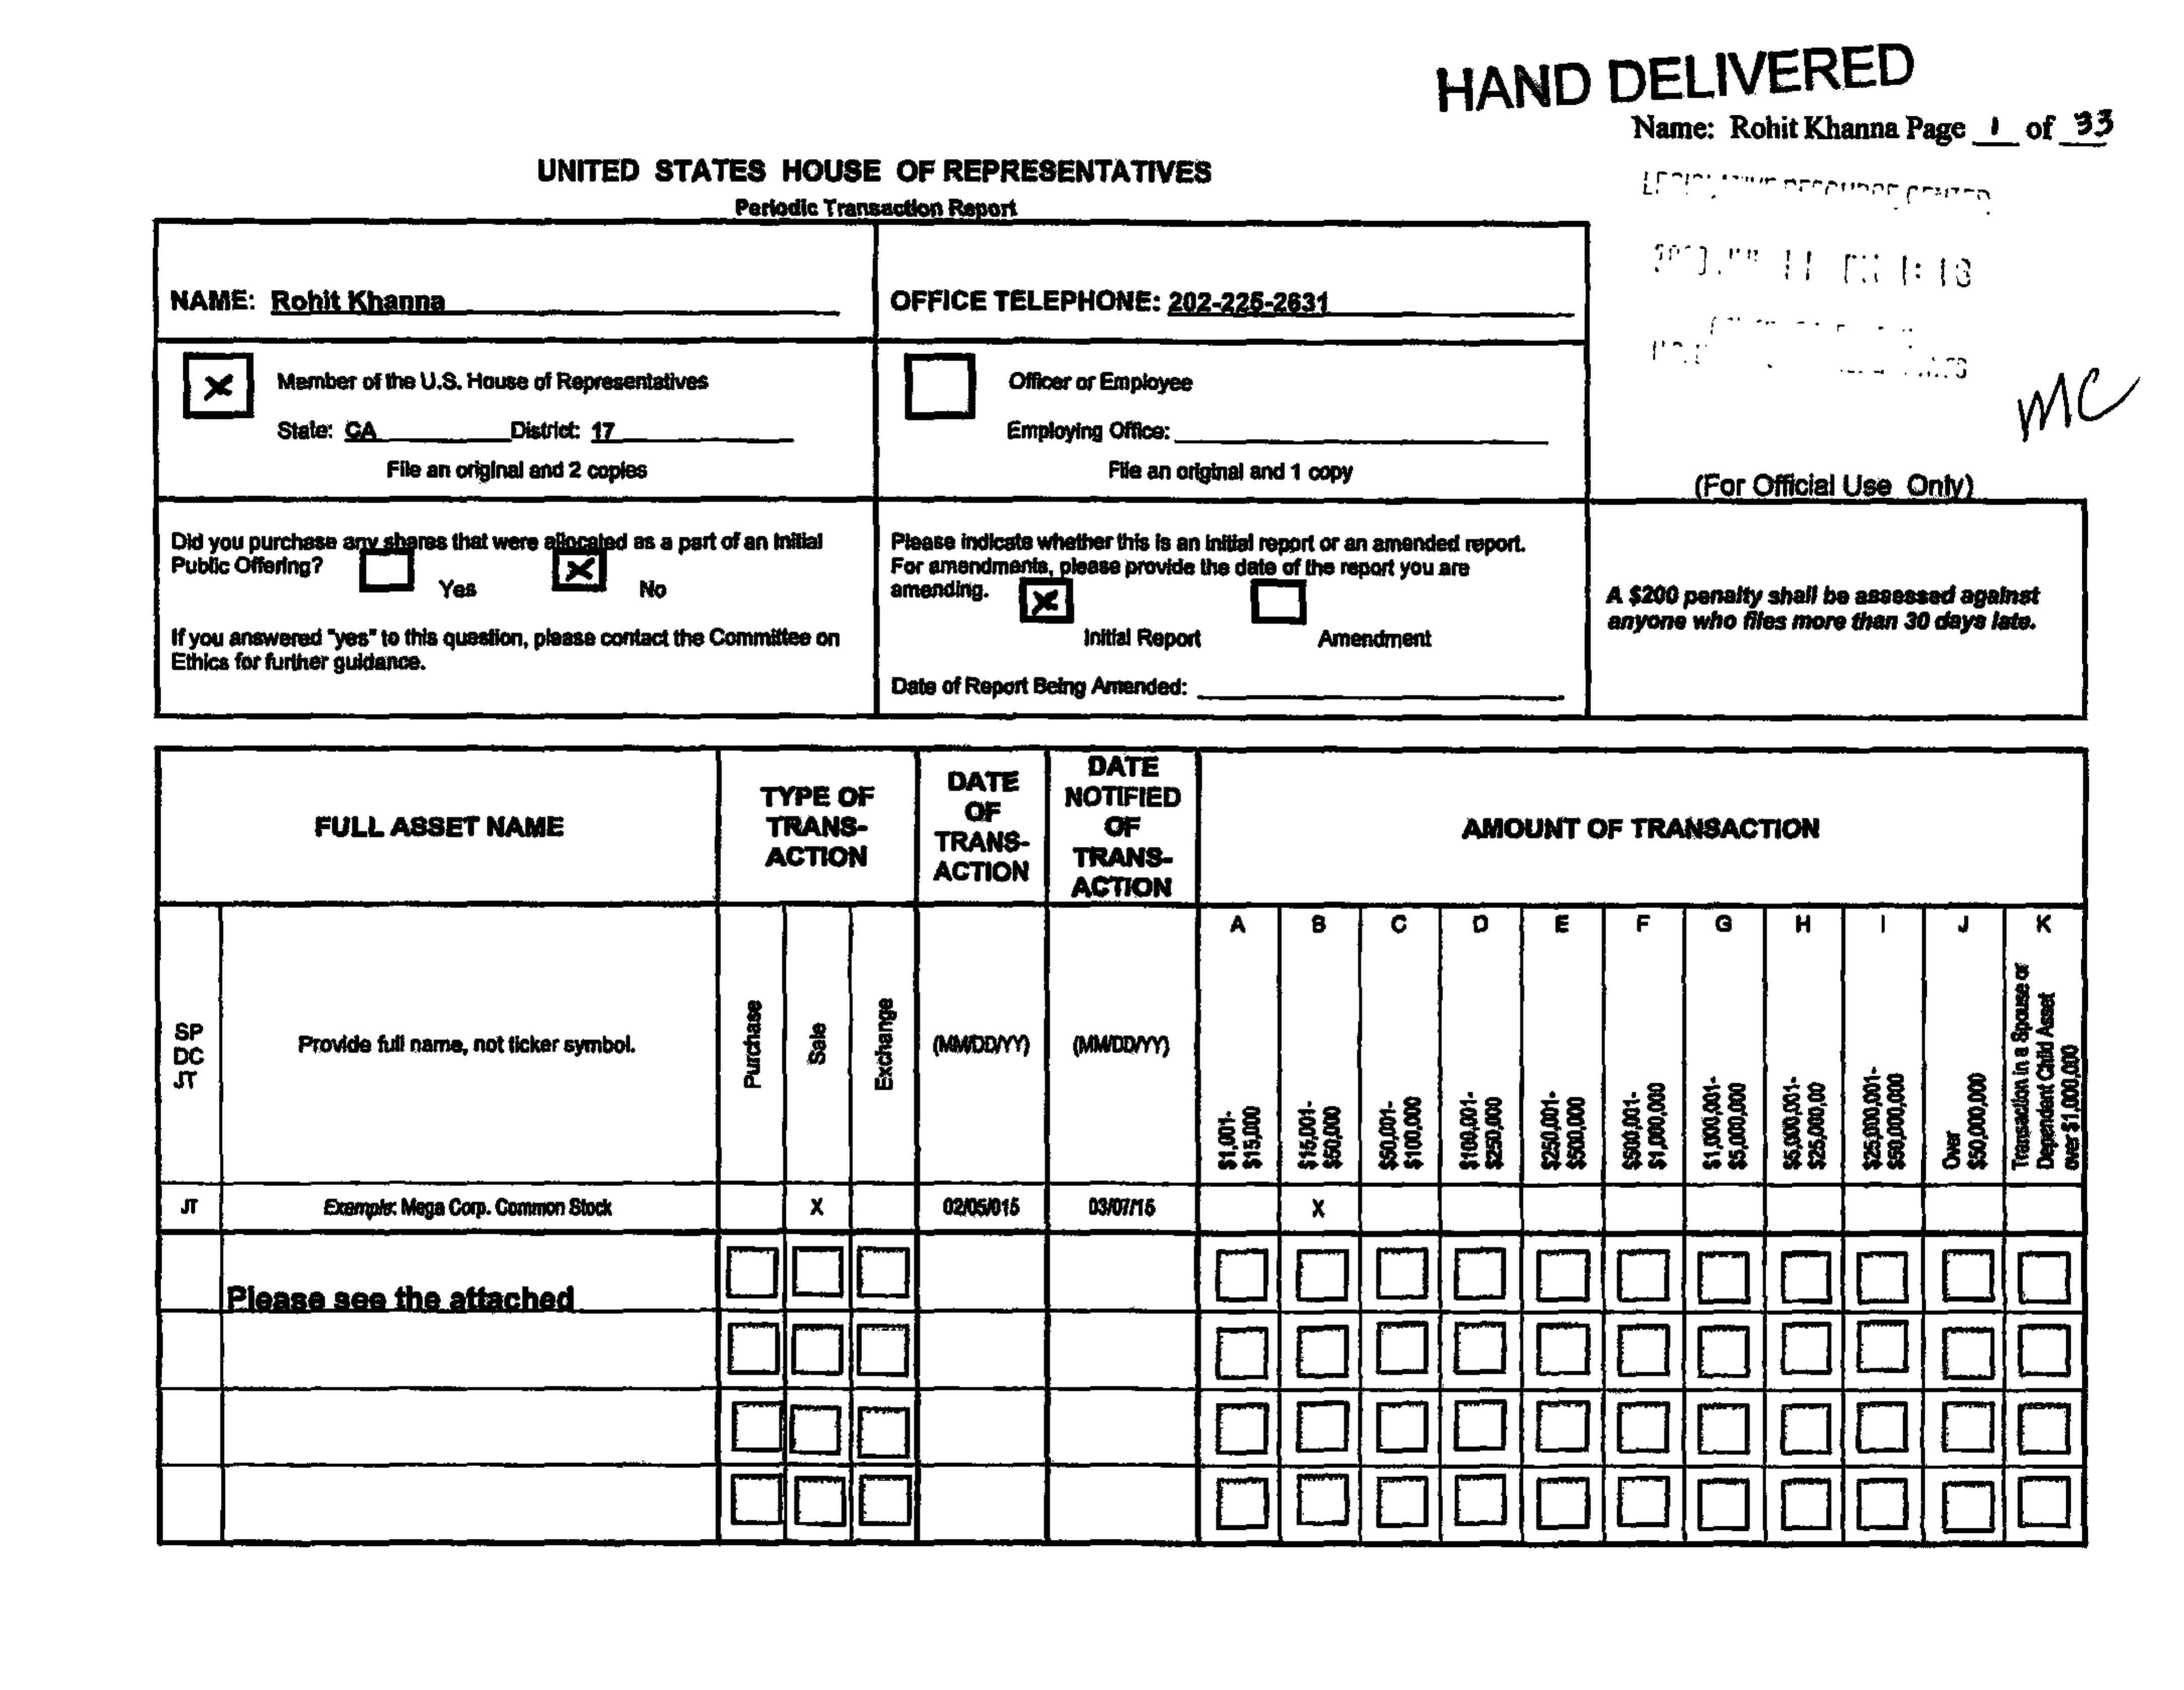 HAND DELIVERED
Name: Rohit Khanna Page 1 of 33
UNITED STATES HOUSE OF REPRESENTATIVES
Periodic Transaction Report
NAME: Rohit Khanna
OFFICE TELEPHONE: 202-225-2631
X
Member of the U.S. House of Representatives
State: CA District: 17
File an original and 2 copies
Officer or Employee
Employing Office:
File an original and 1 copy
MC
(For Official Use Only)
Did you purchase any shares that were allocated as a part of an Initial
Public Offering? Yes X No
If you answered "yes" to this question, please contact the Committee on
Ethics for further guidance.
Please indicate whether this is an initial report or an amended report.
For amendments, please provide the date of the report you are
amending. X Initial Report Amendment
Date of Report Being Amended:
A $200 penalty shall be assessed against
anyone who files more than 30 days late.
FULL ASSET NAME
TYPE OF
TRANS-
ACTION
DATE
OF
TRANS-
ACTION
DATE
NOTIFIED
OF
TRANS-
ACTION
AMOUNT OF TRANSACTION
SP
DC
JT
Provide full name, not ticker symbol.
Purchase
Sale
Exchange
(MM/DD/YY)
(MM/DD/YY)
A B C D E F G H I J K
$1,001-
$15,000
$15,001-
$50,000
$50,001-
$100,000
$100,001-
$250,000
$250,001-
$500,000
$500,001-
$1,000,000
$1,000,001-
$5,000,000
$5,000,001-
$25,000,00
$25,000,001-
$50,000,000
Over
$50,000,000
Transaction in a Spouse or
Dependent Child Asset
over $1,000,000
JT Example: Mega Corp. Common Stock X 02/05/015 03/07/15 X
Please see the attached